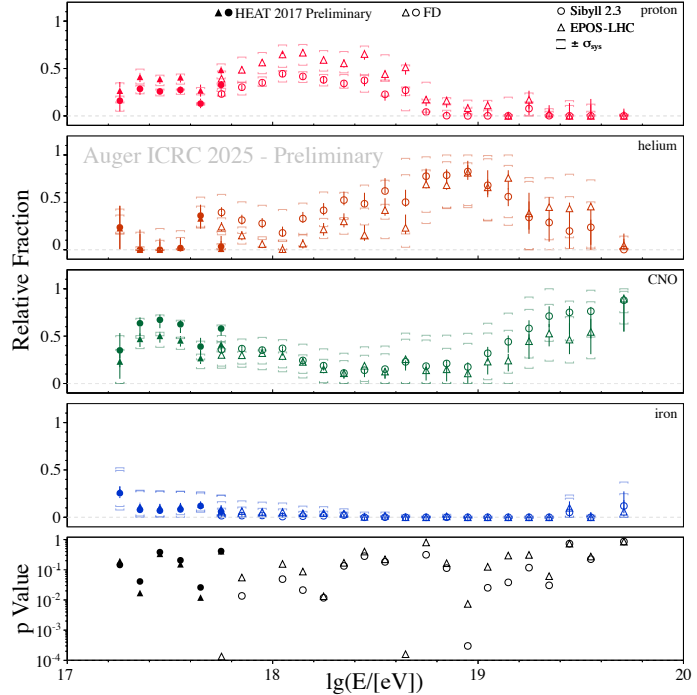 HEAT 2017 Preliminary
FD
Sibyll 2.3
EPOS-LHC
± σsys
proton
1
0.5
0
Auger ICRC 2025 - Preliminary
helium
1
0.5
0
Relative Fraction
CNO
1
0.5
0
iron
1
0.5
0
p Value
1
10⁻¹
10⁻²
10⁻³
10⁻⁴
17 18 19 20
lg(E/[eV])